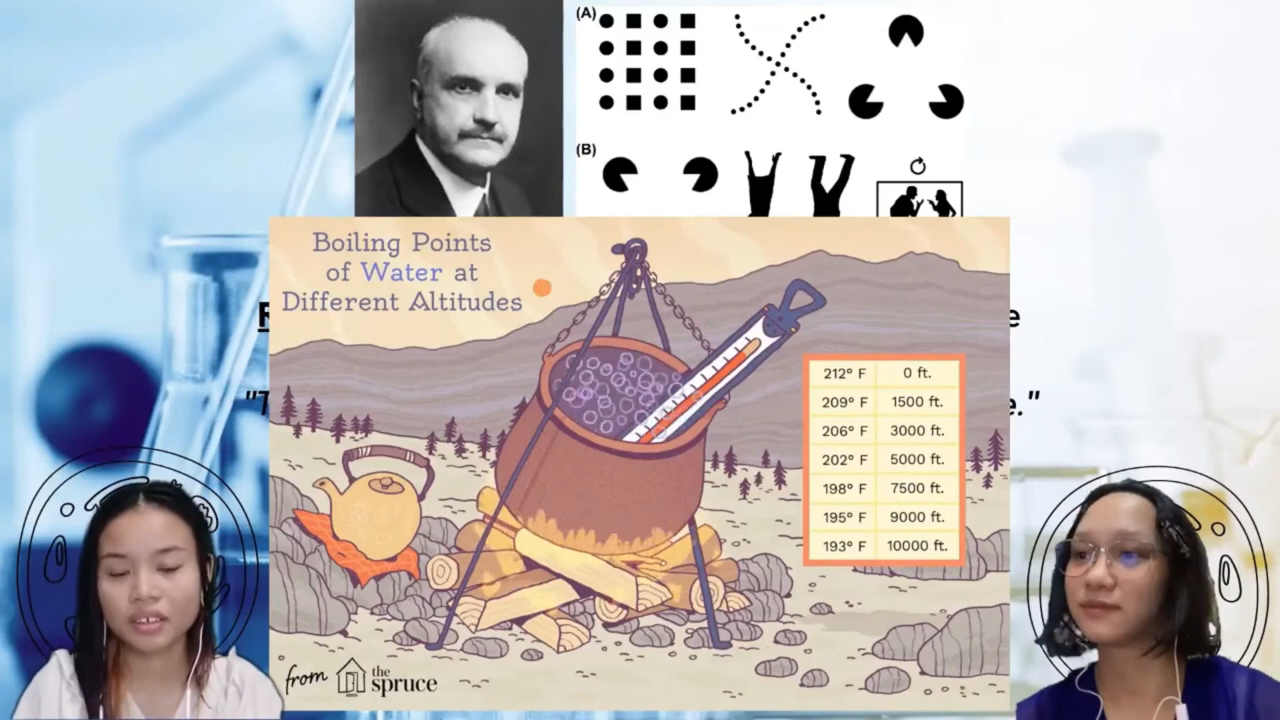 (A)
(B)
Boiling Points
of Water at
Different Altitudes
212° F 0 ft.
209° F 1500 ft.
206° F 3000 ft.
202° F 5000 ft.
198° F 7500 ft.
195° F 9000 ft.
193° F 10000 ft.
from the spruce